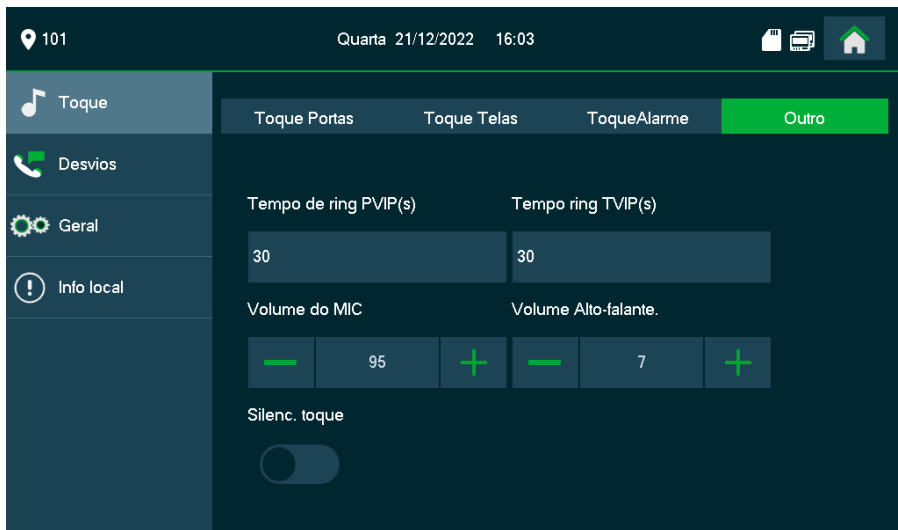 101
Quarta 21/12/2022 16:03
Toque
Desvios
Geral
Info local
Toque Portas
Toque Telas
ToqueAlarme
Outro
Tempo de ring PVIP(s)
Tempo ring TVIP(s)
30
30
Volume do MIC
Volume Alto-falante.
95
7
Silenc. toque